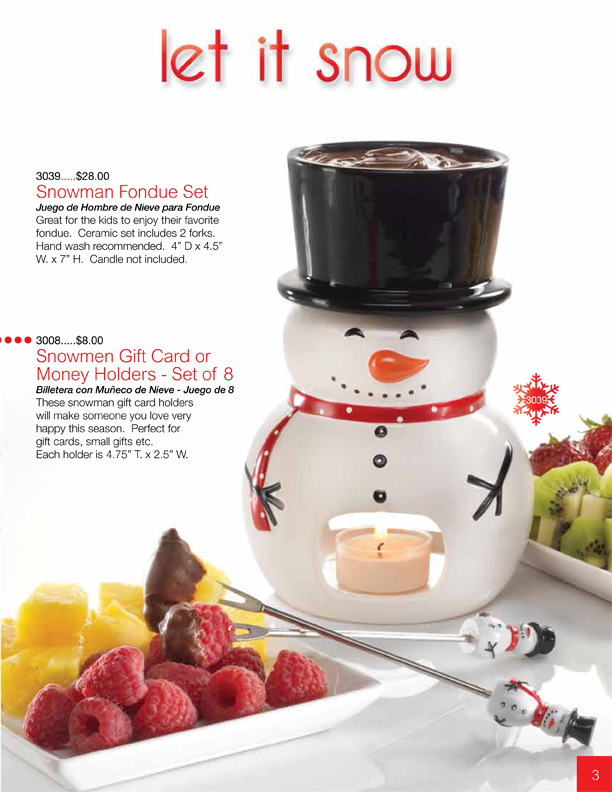 let it snow
3039.....$28.00
Snowman Fondue Set
Juego de Hombre de Nieve para Fondue
Great for the kids to enjoy their favorite
fondue. Ceramic set includes 2 forks.
Hand wash recommended. 4” D x 4.5”
W. x 7” H. Candle not included.
3008.....$8.00
Snowmen Gift Card or
Money Holders - Set of 8
Billetera con Muñeco de Nieve - Juego de 8
These snowman gift card holders
will make someone you love very
happy this season. Perfect for
gift cards, small gifts etc.
Each holder is 4.75” T. x 2.5” W.
3039
3